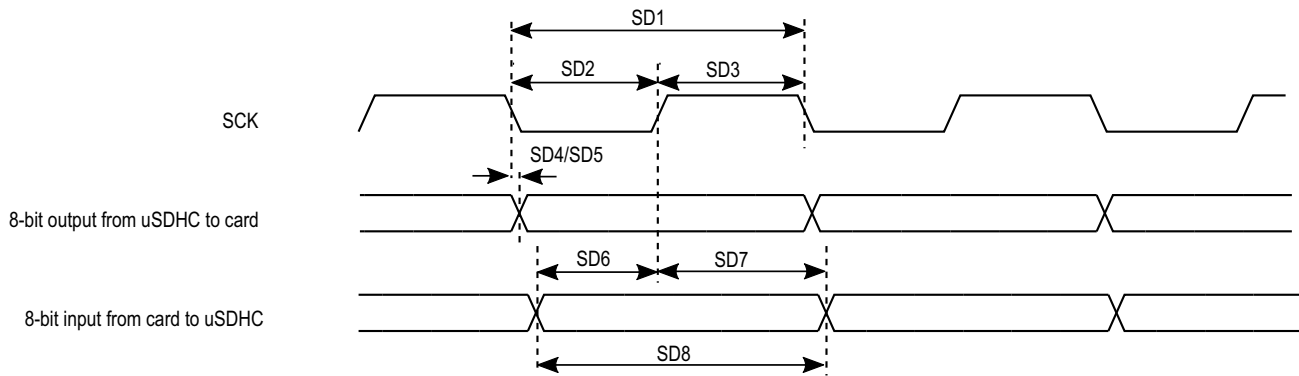 SD1
SD2
SD3
SCK
SD4/SD5
8-bit output from uSDHC to card
SD6
SD7
8-bit input from card to uSDHC
SD8